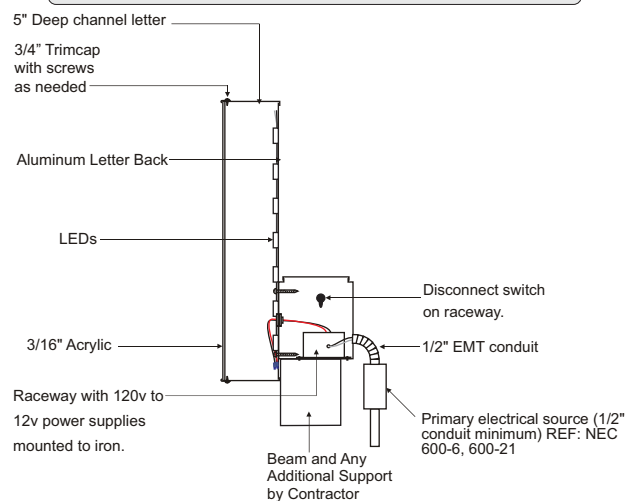 5" Deep channel letter
3/4” Trimcap
with screws
as needed
Aluminum Letter Back
LEDs
Disconnect switch
on raceway.
3/16" Acrylic
1/2" EMT conduit
Raceway with 120v to
12v power supplies
mounted to iron.
Primary electrical source (1/2"
conduit minimum) REF: NEC
600-6, 600-21
Beam and Any
Additional Support
by Contractor